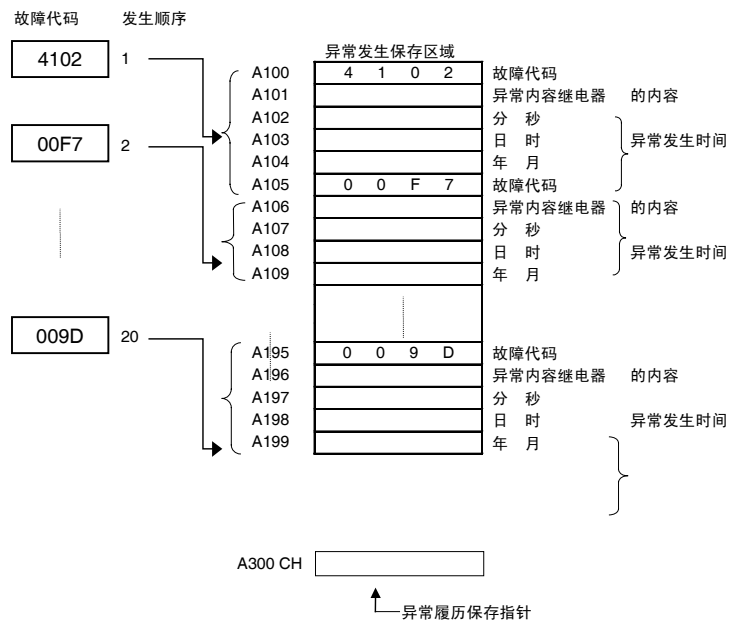 故障代码 发生顺序
4102 1
异常发生保存区域
A100 4 1 0 2 故障代码
A101 异常内容继电器 的内容
A102 分 秒
00F7 2 A103 日 时 异常发生时间
A104 年 月
A105 0 0 F 7 故障代码
A106 异常内容继电器 的内容
A107 分 秒
A108 日 时 异常发生时间
A109 年 月
009D 20
A195 0 0 9 D 故障代码
A196 异常内容继电器 的内容
A197 分 秒
A198 日 时 异常发生时间
A199 年 月
A300 CH
异常履历保存指针